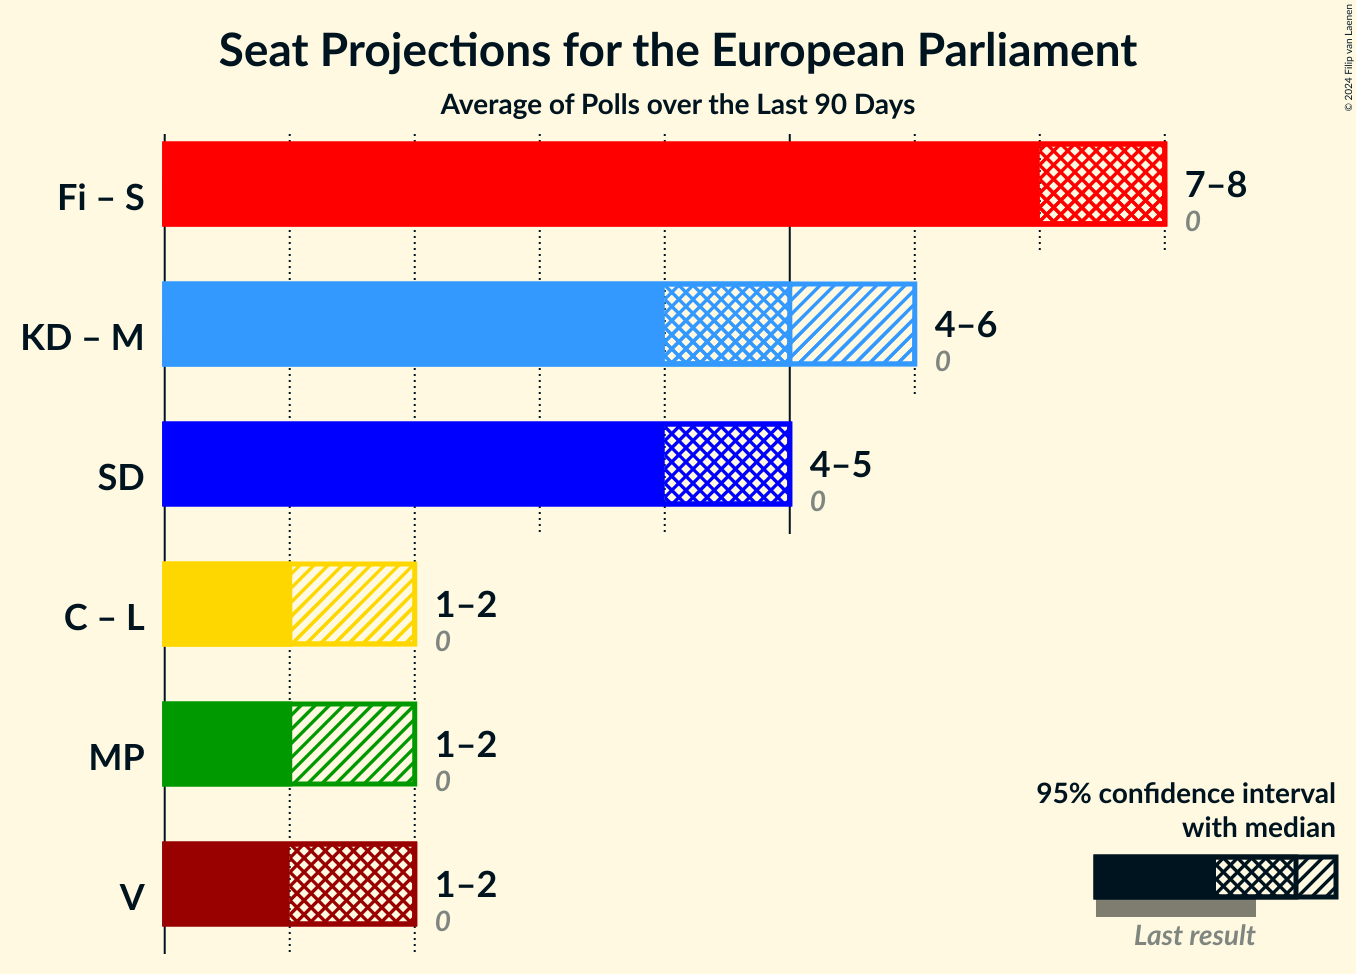 Seat Projections for the European Parliament
Average of Polls over the Last 90 Days
© 2024 Filip van Laenen
Fi – S
7–8
0
KD – M
4–6
0
SD
4–5
0
C – L
1–2
0
MP
1–2
0
V
1–2
0
95% confidence interval
with median
Last result